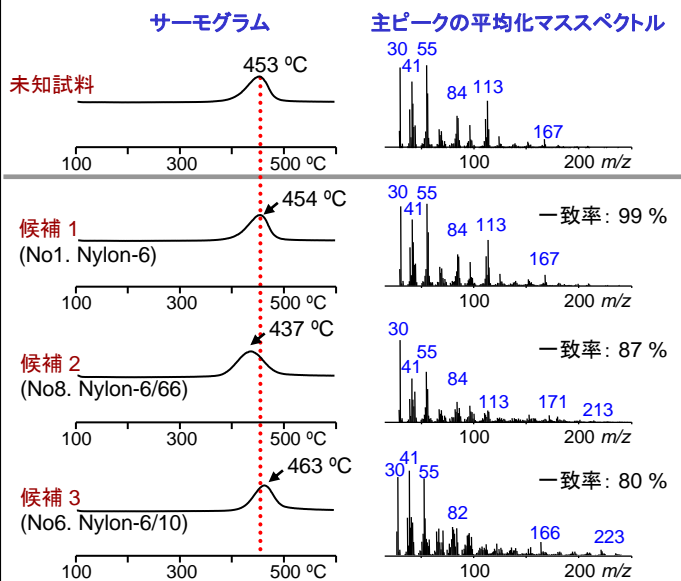 サーモグラム
主ピークの平均化マススペクトル
未知試料
453 ºC
100 300 500 ºC
30 55
41
84 113
167
100 200 m/z
候補 1
(No1. Nylon-6)
454 ºC
100 300 500 ºC
30 55
41
84 113
167
一致率: 99 %
100 200 m/z
候補 2
(No8. Nylon-6/66)
437 ºC
100 300 500 ºC
30
55
41
84
113 171 213
一致率: 87 %
100 200 m/z
候補 3
(No6. Nylon-6/10)
463 ºC
100 300 500 ºC
41
30 55
82
166 223
一致率: 80 %
100 200 m/z